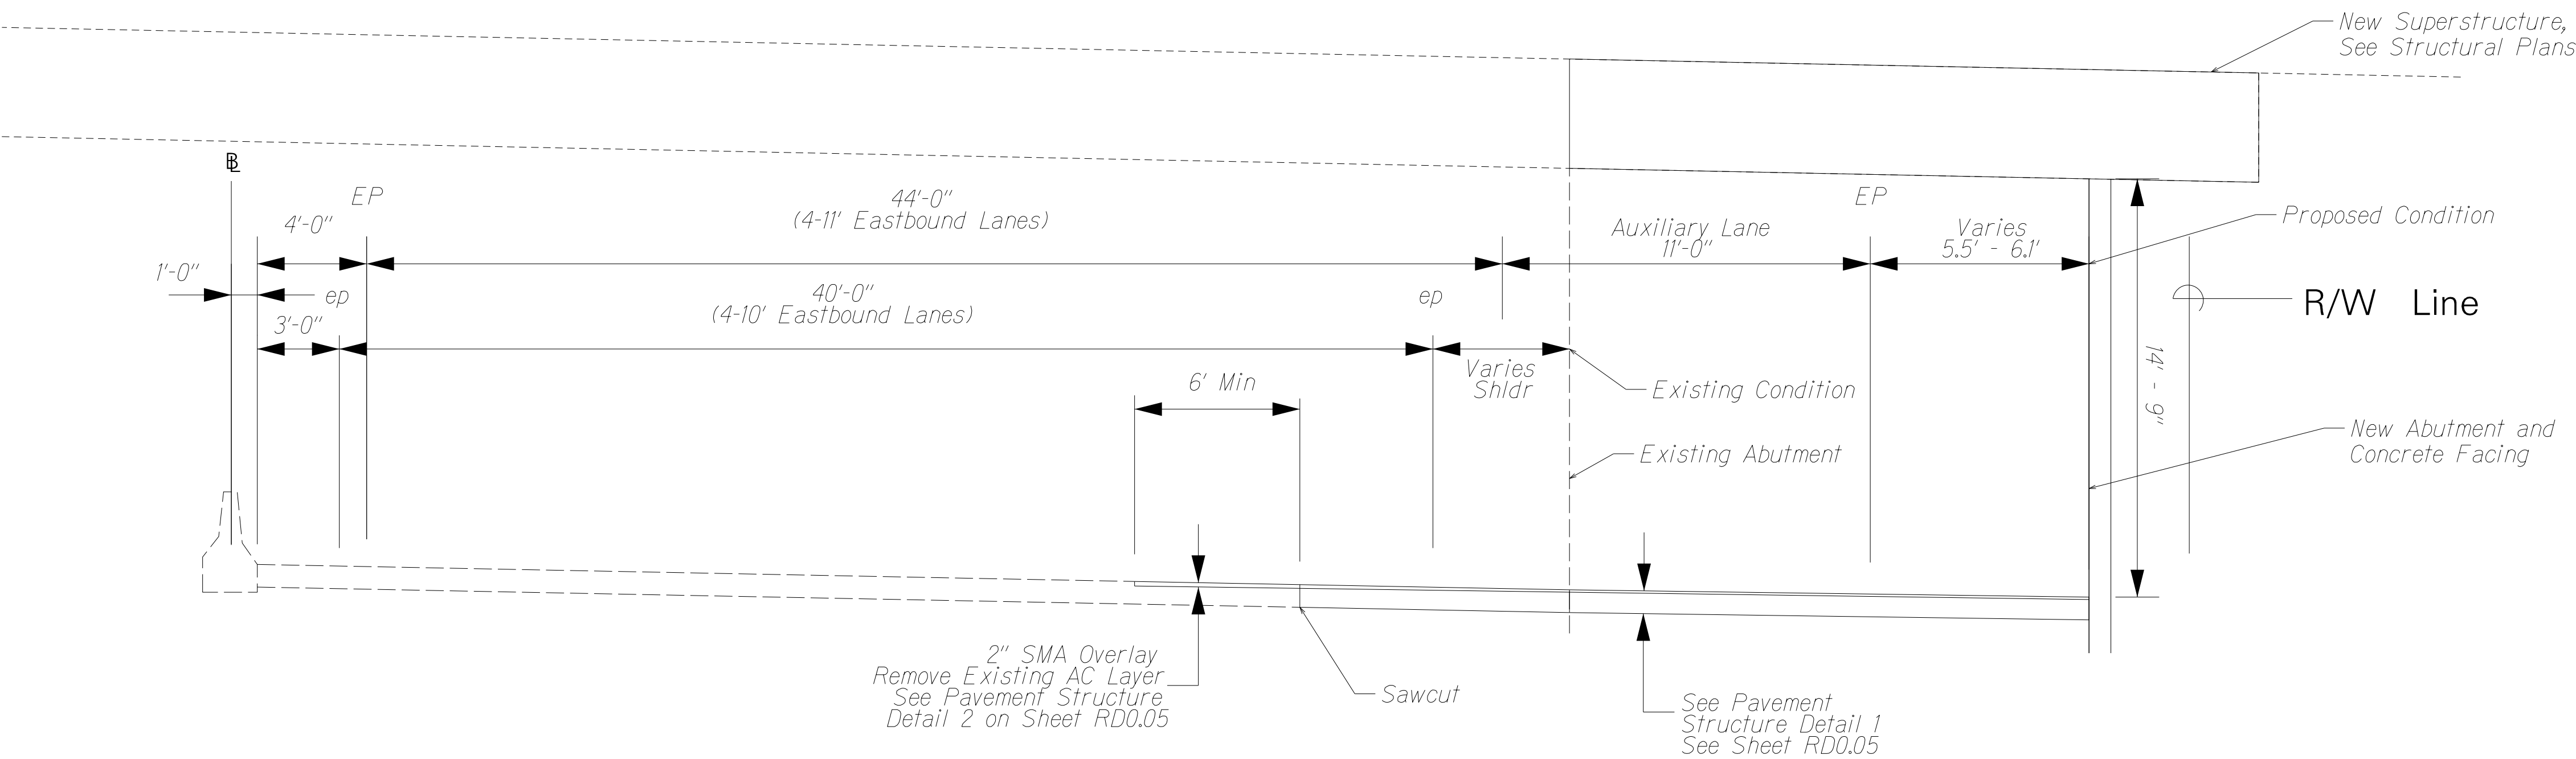 New Superstructure,
See Structural Plans
BL
EP
44'-0"
(4-11' Eastbound Lanes)
EP
4'-0"
Auxiliary Lane
11'-0"
Varies
5.5' - 6.1'
Proposed Condition
1'-0"
ep
40'-0"
(4-10' Eastbound Lanes)
ep
R/W Line
3'-0"
Varies
Shldr
14' - 9"
6' Min
Existing Condition
Existing Abutment
New Abutment and
Concrete Facing
2" SMA Overlay
Remove Existing AC Layer
See Pavement Structure
Detail 2 on Sheet RD0.05
Sawcut
See Pavement
Structure Detail 1
See Sheet RD0.05